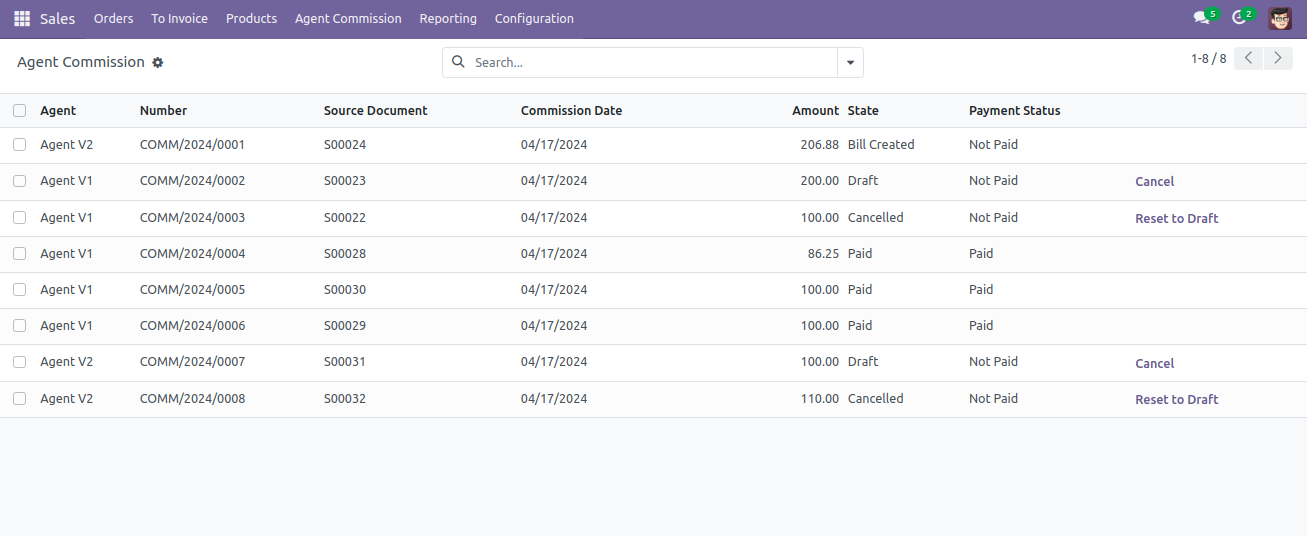 Sales Orders To Invoice Products Agent Commission Reporting Configuration 5 2
Agent Commission Search... 1-8 / 8
Agent Number Source Document Commission Date Amount State Payment Status
Agent V2 COMM/2024/0001 S00024 04/17/2024 206.88 Bill Created Not Paid
Agent V1 COMM/2024/0002 S00023 04/17/2024 200.00 Draft Not Paid Cancel
Agent V1 COMM/2024/0003 S00022 04/17/2024 100.00 Cancelled Not Paid Reset to Draft
Agent V1 COMM/2024/0004 S00028 04/17/2024 86.25 Paid Paid
Agent V1 COMM/2024/0005 S00030 04/17/2024 100.00 Paid Paid
Agent V1 COMM/2024/0006 S00029 04/17/2024 100.00 Paid Paid
Agent V2 COMM/2024/0007 S00031 04/17/2024 100.00 Draft Not Paid Cancel
Agent V2 COMM/2024/0008 S00032 04/17/2024 110.00 Cancelled Not Paid Reset to Draft